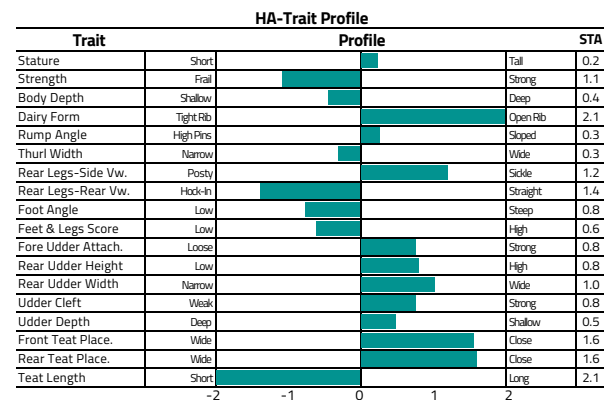 HA-Trait Profile
Trait Profile STA
Stature Short Tall 0.2
Strength Frail Strong 1.1
Body Depth Shallow Deep 0.4
Dairy Form Tight Rib Open Rib 2.1
Rump Angle High Pins Sloped 0.3
Thurl Width Narrow Wide 0.3
Rear Legs-Side Vw. Posty Sickle 1.2
Rear Legs-Rear Vw. Hock-In Straight 1.4
Foot Angle Low Steep 0.8
Feet & Legs Score Low High 0.6
Fore Udder Attach. Loose Strong 0.8
Rear Udder Height Low High 0.8
Rear Udder Width Narrow Wide 1.0
Udder Cleft Weak Strong 0.8
Udder Depth Deep Shallow 0.5
Front Teat Place. Wide Close 1.6
Rear Teat Place. Wide Close 1.6
Teat Length Short Long 2.1
-2 -1 0 1 2